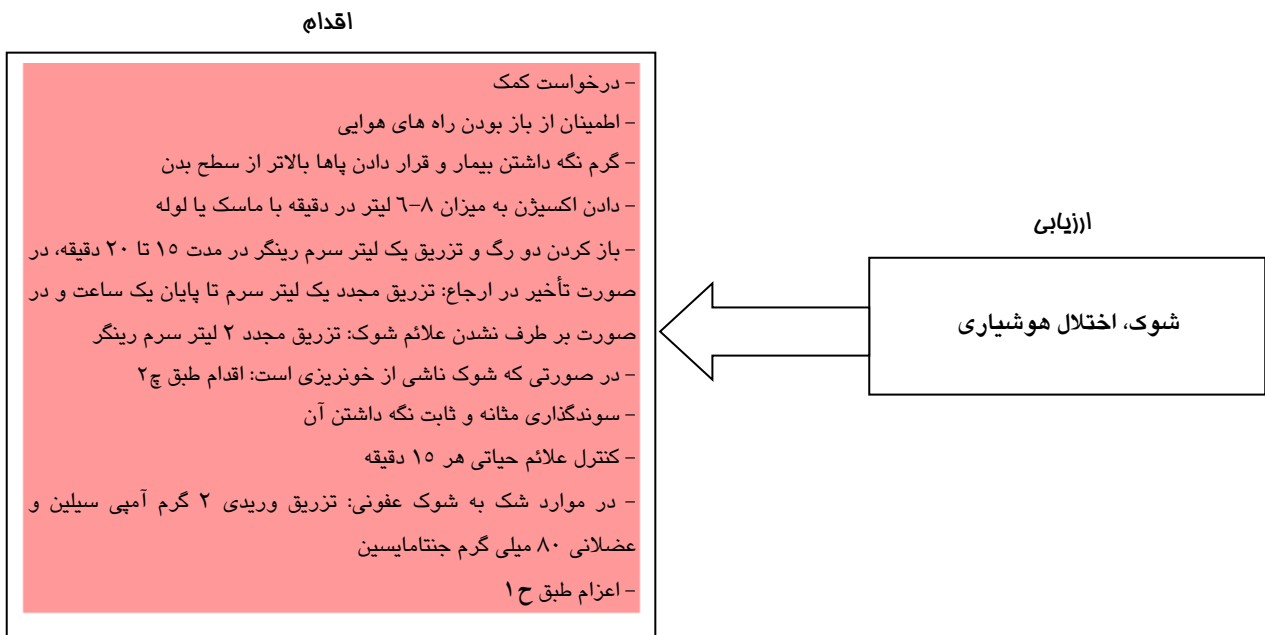 اقدام
- درخواست کمک
- اطمینان از باز بودن راه های هوایی
- گرم نگه داشتن بیمار و قرار دادن پاها بالاتر از سطح بدن
- دادن اکسیژن به میزان ۸-۶ لیتر در دقیقه با ماسک یا لوله
- باز کردن دو رگ و تزریق یک لیتر سرم رینگر در مدت ۱۵ تا ۲۰ دقیقه، در
صورت تأخیر در ارجاع: تزریق مجدد یک لیتر سرم تا پایان یک ساعت و در
صورت بر طرف نشدن علائم شوک: تزریق مجدد ۲ لیتر سرم رینگر
- در صورتی که شوک ناشی از خونریزی است: اقدام طبق چ۲
- سوندگذاری مثانه و ثابت نگه داشتن آن
- کنترل علائم حیاتی هر ۱۵ دقیقه
- در موارد شک به شوک عفونی: تزریق وریدی ۲ گرم آمپی سیلین و
عضلانی ۸۰ میلی گرم جنتامایسین
- اعزام طبق ح۱
ارزیابی
شوک، اختلال هوشیاری